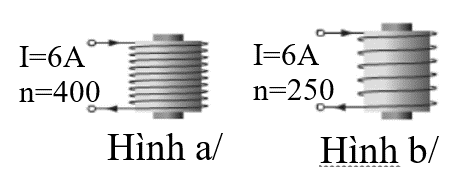 I=6A
n=400
Hình a/
I=6A
n=250
Hình b/